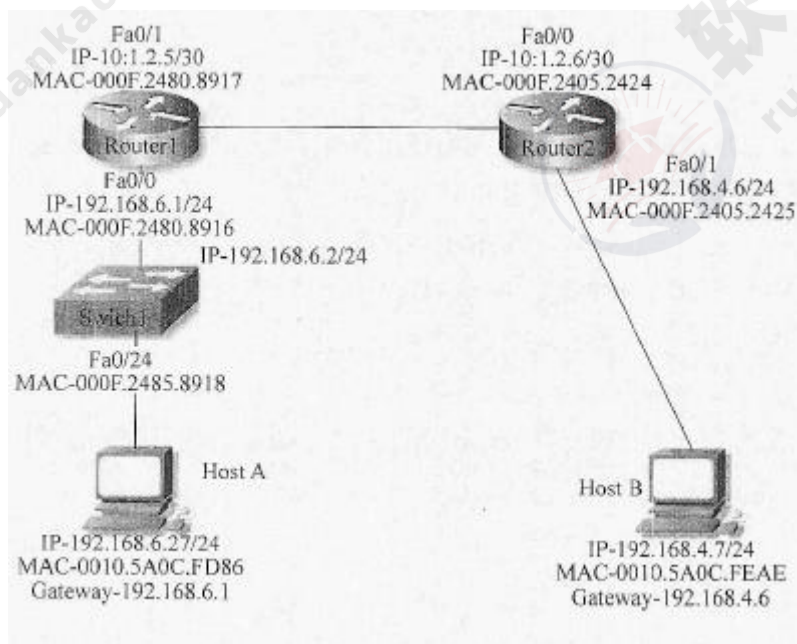 Fa0/1
IP-10:1.2.5/30
MAC-000F.2480.8917
Router1
Fa0/0
IP-192.168.6.1/24
MAC-000F.2480.8916
IP-192.168.6.2/24
Swich1
Fa0/24
MAC-000F.2485.8918
Host A
IP-192.168.6.27/24
MAC-0010.5A0C.FD86
Gateway-192.168.6.1
Fa0/0
IP-10:1.2.6/30
MAC-000F.2405.2424
Router2
Fa0/1
IP-192.168.4.6/24
MAC-000F.2405.2425
Host B
IP-192.168.4.7/24
MAC-0010.5A0C.FEAE
Gateway-192.168.4.6
软